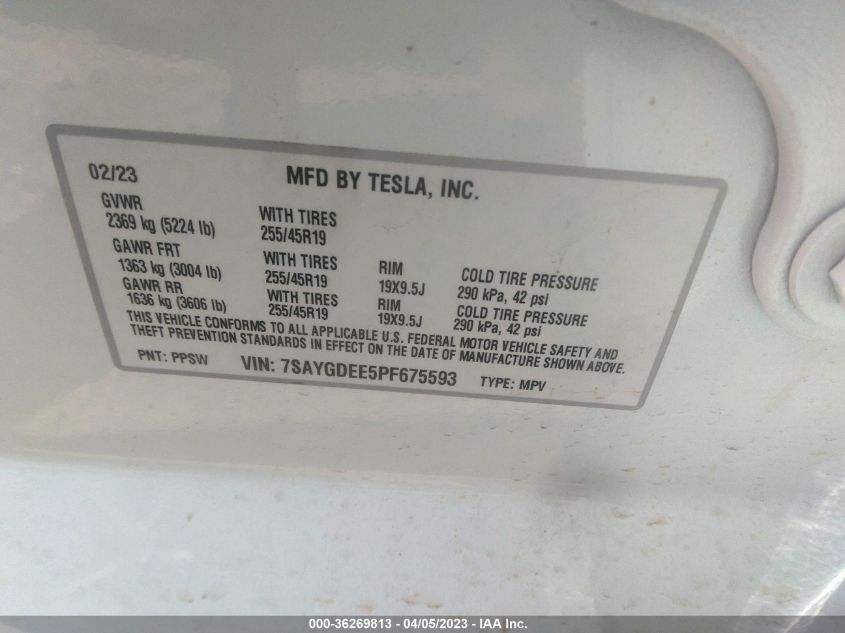 02/23 MFD BY TESLA, INC.
GVWR
2369 kg (5224 lb) WITH TIRES 255/45R19
GAWR FRT
1363 kg (3004 lb) WITH TIRES 255/45R19 RIM 19X9.5J COLD TIRE PRESSURE 290 kPa, 42 psi
GAWR RR
1636 kg (3606 lb) WITH TIRES 255/45R19 RIM 19X9.5J COLD TIRE PRESSURE 290 kPa, 42 psi
THIS VEHICLE CONFORMS TO ALL APPLICABLE U.S. FEDERAL MOTOR VEHICLE SAFETY AND
THEFT PREVENTION STANDARDS IN EFFECT ON THE DATE OF MANUFACTURE SHOWN ABOVE.
PNT: PPSW VIN: 7SAYGDEE5PF675593 TYPE: MPV
000-36269813 - 04/05/2023 - IAA Inc.